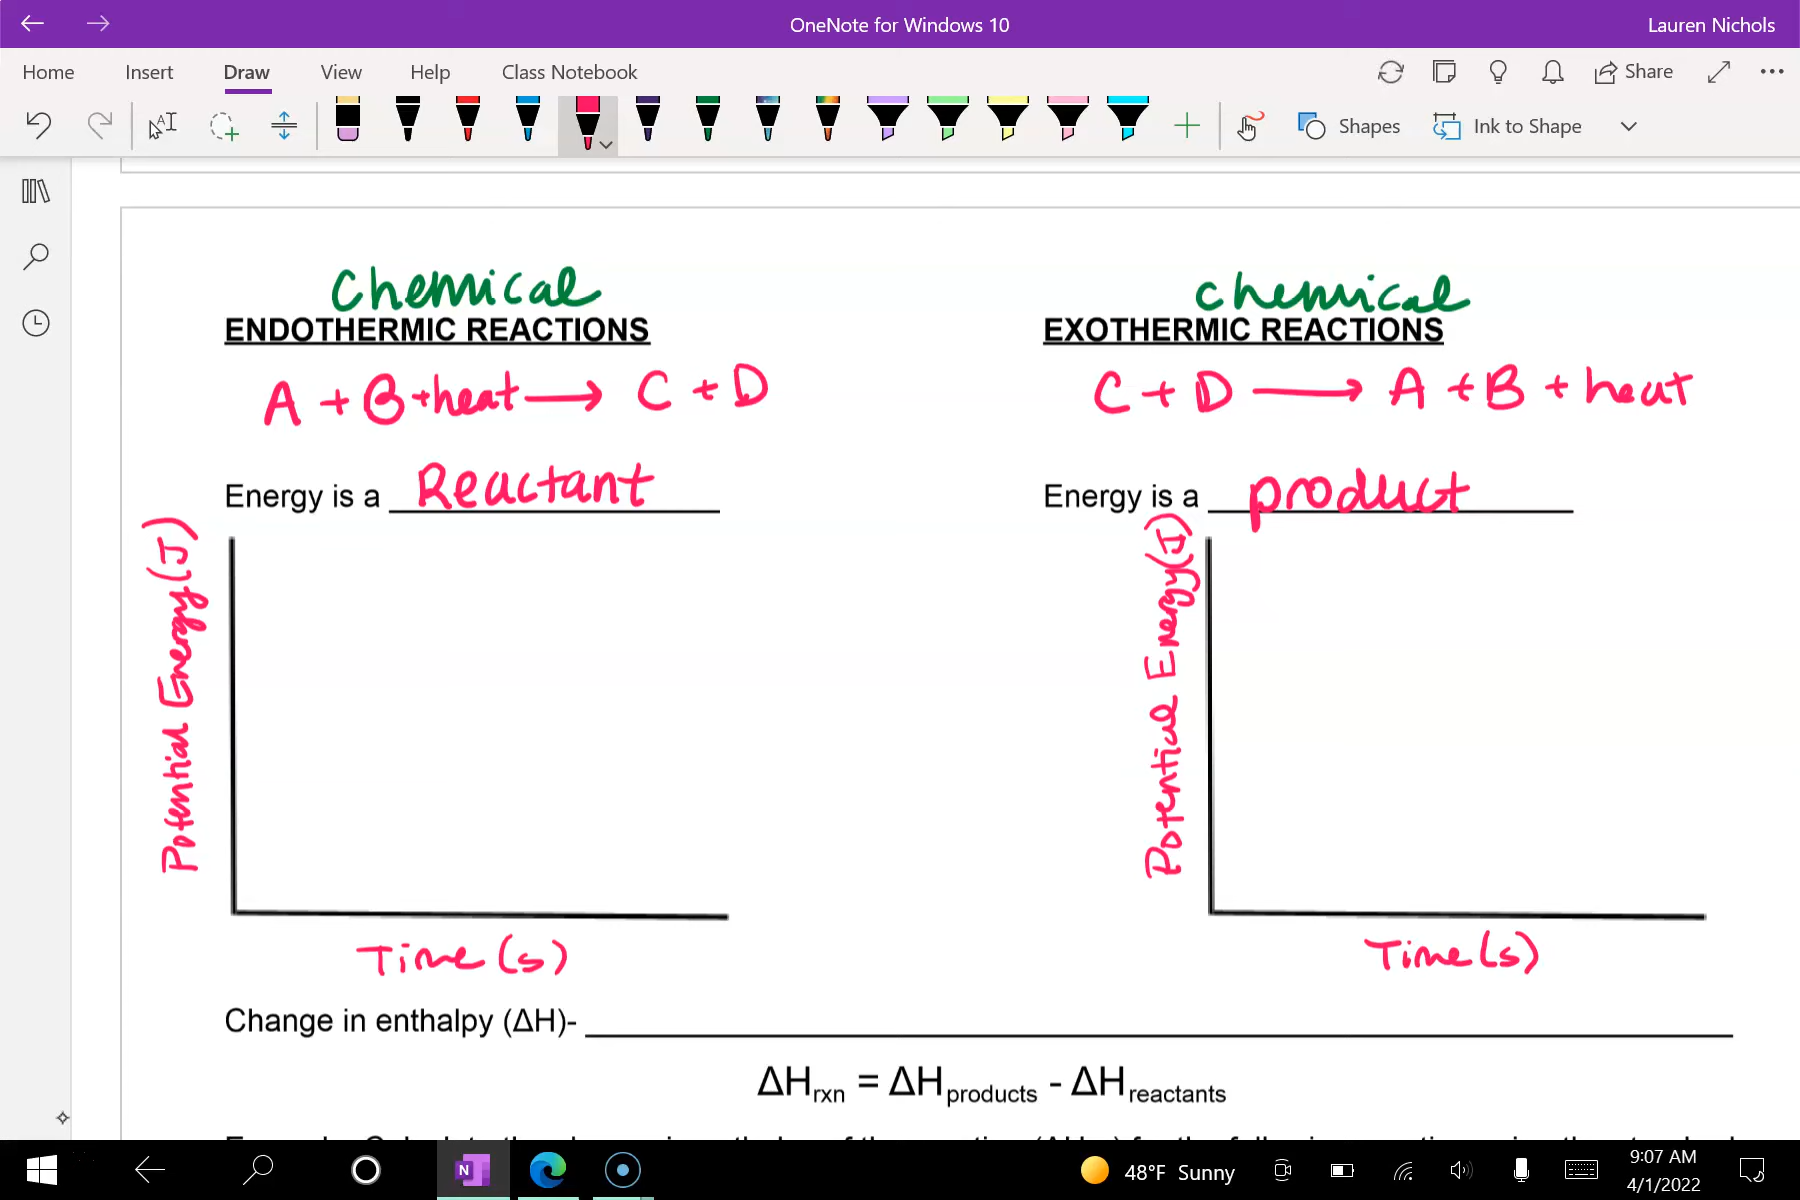 OneNote for Windows 10
Lauren Nichols
Home Insert Draw View Help Class Notebook Share
Shapes Ink to Shape
Chemical
ENDOTHERMIC REACTIONS
A + B + heat → C + D
Energy is a Reactant
Potential Energy (J)
Time (s)
chemical
EXOTHERMIC REACTIONS
C + D → A + B + heat
Energy is a product
Potential Energy (J)
Time (s)
Change in enthalpy (ΔH)-
ΔHrxn = ΔHproducts - ΔHreactants
48°F Sunny
9:07 AM
4/1/2022